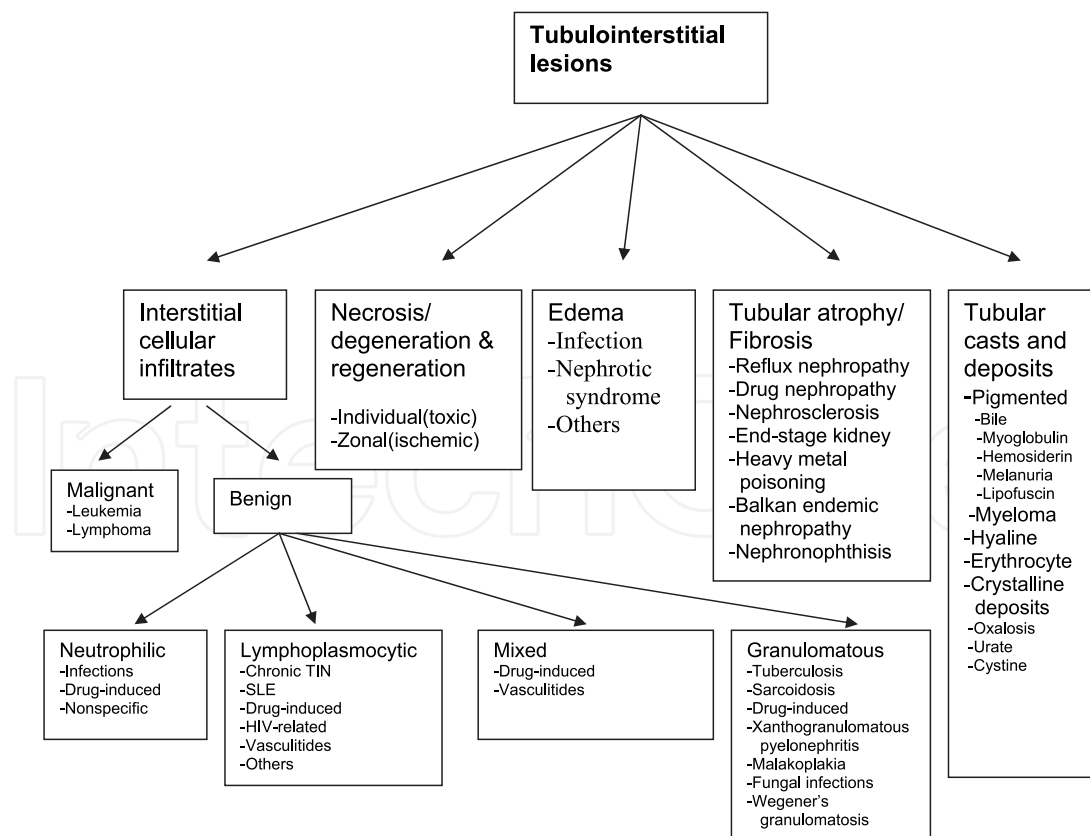 Tubulointerstitial
lesions
Interstitial
cellular
infiltrates
Necrosis/
degeneration &
regeneration
-Individual(toxic)
-Zonal(ischemic)
Edema
-Infection
-Nephrotic
syndrome
-Others
Tubular atrophy/
Fibrosis
-Reflux nephropathy
-Drug nephropathy
-Nephrosclerosis
-End-stage kidney
-Heavy metal
poisoning
-Balkan endemic
nephropathy
-Nephronophthisis
Tubular
casts and
deposits
-Pigmented
-Bile
-Myoglobulin
-Hemosiderin
-Melanuria
-Lipofuscin
-Myeloma
-Hyaline
-Erythrocyte
-Crystalline
deposits
-Oxalosis
-Urate
-Cystine
Malignant
-Leukemia
-Lymphoma
Benign
Neutrophilic
-Infections
-Drug-induced
-Nonspecific
Lymphoplasmocytic
-Chronic TIN
-SLE
-Drug-induced
-HIV-related
-Vasculitides
-Others
Mixed
-Drug-induced
-Vasculitides
Granulomatous
-Tuberculosis
-Sarcoidosis
-Drug-induced
-Xanthogranulomatous
pyelonephritis
-Malakoplakia
-Fungal infections
-Wegener's
granulomatosis